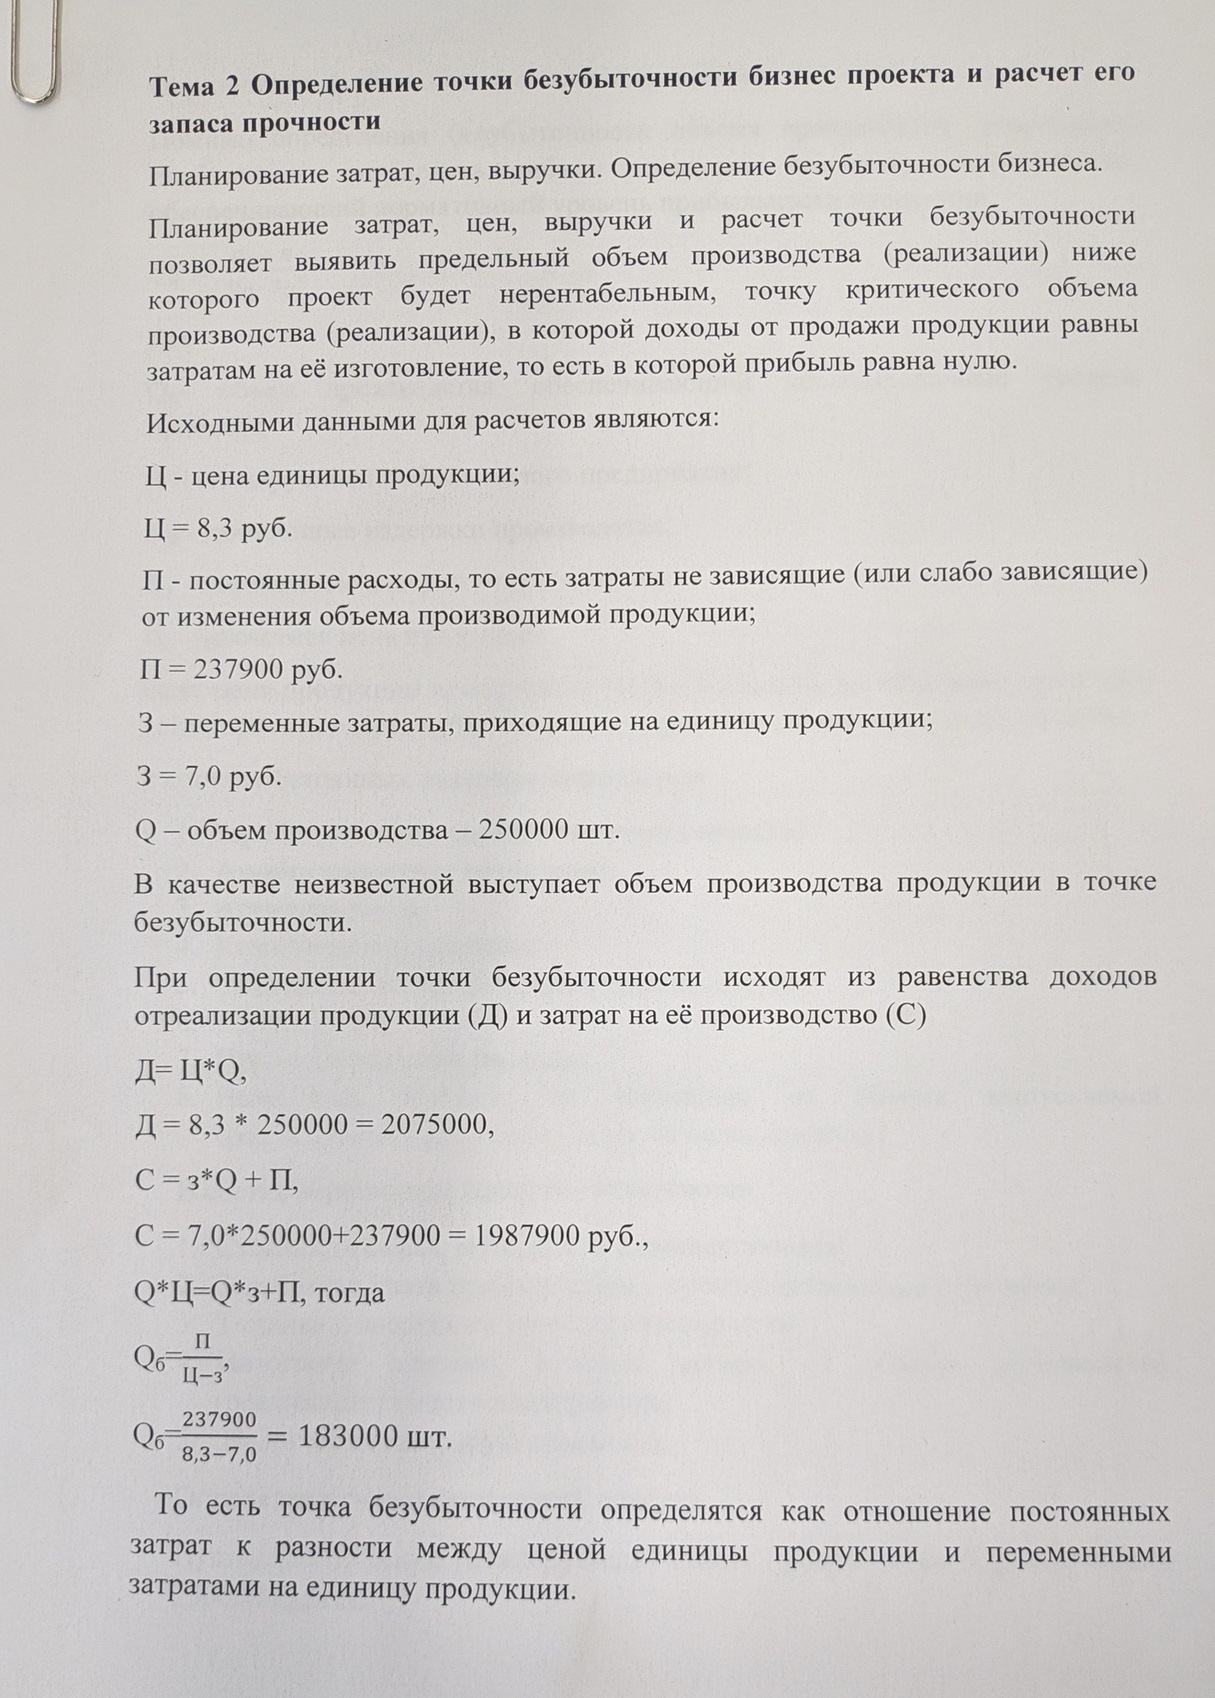 Тема 2 Определение точки безубыточности бизнес проекта и расчет его
запаса прочности
Планирование затрат, цен, выручки. Определение безубыточности бизнеса.
Планирование затрат, цен, выручки и расчет точки безубыточности
позволяет выявить предельный объем производства (реализации) ниже
которого проект будет нерентабельным, точку критического объема
производства (реализации), в которой доходы от продажи продукции равны
затратам на её изготовление, то есть в которой прибыль равна нулю.
Исходными данными для расчетов являются:
Ц - цена единицы продукции;
Ц = 8,3 руб.
П - постоянные расходы, то есть затраты не зависящие (или слабо зависящие)
от изменения объема производимой продукции;
П = 237900 руб.
З – переменные затраты, приходящие на единицу продукции;
З = 7,0 руб.
Q – объем производства – 250000 шт.
В качестве неизвестной выступает объем производства продукции в точке
безубыточности.
При определении точки безубыточности исходят из равенства доходов
отреализации продукции (Д) и затрат на её производство (С)
Д= Ц*Q,
Д = 8,3 * 250000 = 2075000,
С = з*Q + П,
С = 7,0*250000+237900 = 1987900 руб.,
Q*Ц=Q*з+П, тогда
Qб=П/(Ц−з),
Qб=237900/(8,3−7,0) = 183000 шт.
То есть точка безубыточности определятся как отношение постоянных
затрат к разности между ценой единицы продукции и переменными
затратами на единицу продукции.